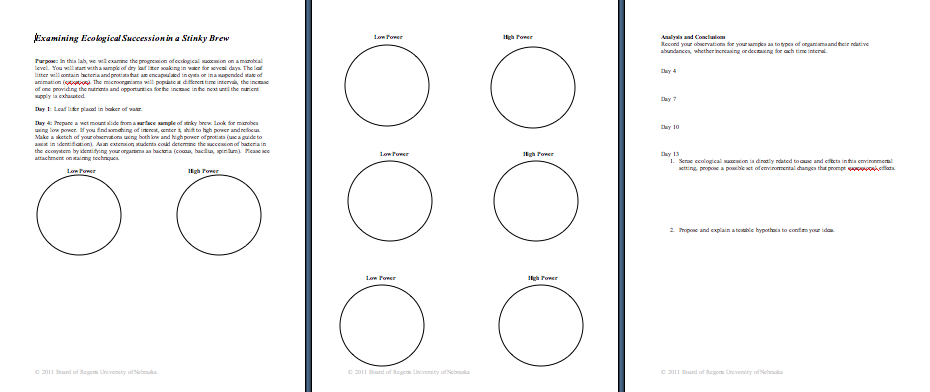 Examining Ecological Succession in a Stinky Brew
Purpose: In this lab, we will examine the progression of ecological succession on a microbial
level. You will start with a sample of dry leaf litter soaking in water for several days. The leaf
litter will contain bacteria and protists that are encapsulated in cysts or in a suspended state of
animation (). The microorganisms will populate at different time intervals, the increase
of one providing the nutrients and opportunities for the increase in the next until the nutrient
supply is exhausted.
Day 1: Leaf litter placed in beaker of water.
Day 4: Prepare a wet mount slide from a surface sample of stinky brew. Look for microbes
using low power. If you find something of interest, center it, shift to high power and refocus.
Make a sketch of your observations using both low and high power of protists (use a guide to
assist in identification). As an extension, students could determine the succession of bacteria in
the ecosystem by identifying your organisms as bacteria (coccus, bacillus, spirillum). Please see
attachment on staining techniques.
Low Power High Power
© 2011 Board of Regents University of Nebraska
Low Power High Power
Low Power High Power
Low Power High Power
© 2011 Board of Regents University of Nebraska
Analysis and Conclusions
Record your observations for your samples as to types of organisms and their relative
abundances, whether increasing or decreasing for each time interval.
Day 4
Day 7
Day 10
Day 13
1. Sense ecological succession is directly related to cause and effects in this environmental
setting, propose a possible set of environmental changes that prompt effects.
2. Propose and explain a testable hypothesis to confirm your ideas.
© 2011 Board of Regents University of Nebraska